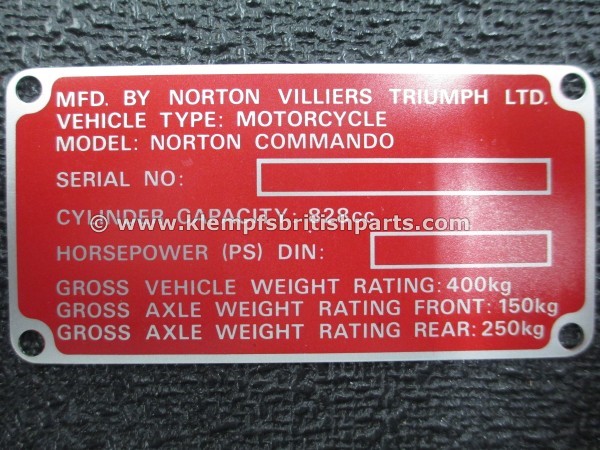 MFD. BY NORTON VILLIERS TRIUMPH LTD.
VEHICLE TYPE: MOTORCYCLE
MODEL: NORTON COMMANDO
SERIAL NO:
CYLINDER CAPACITY: 828cc
© www.klempfsbritishparts.com
HORSEPOWER (PS) DIN:
GROSS VEHICLE WEIGHT RATING: 400kg
GROSS AXLE WEIGHT RATING FRONT: 150kg
GROSS AXLE WEIGHT RATING REAR: 250kg